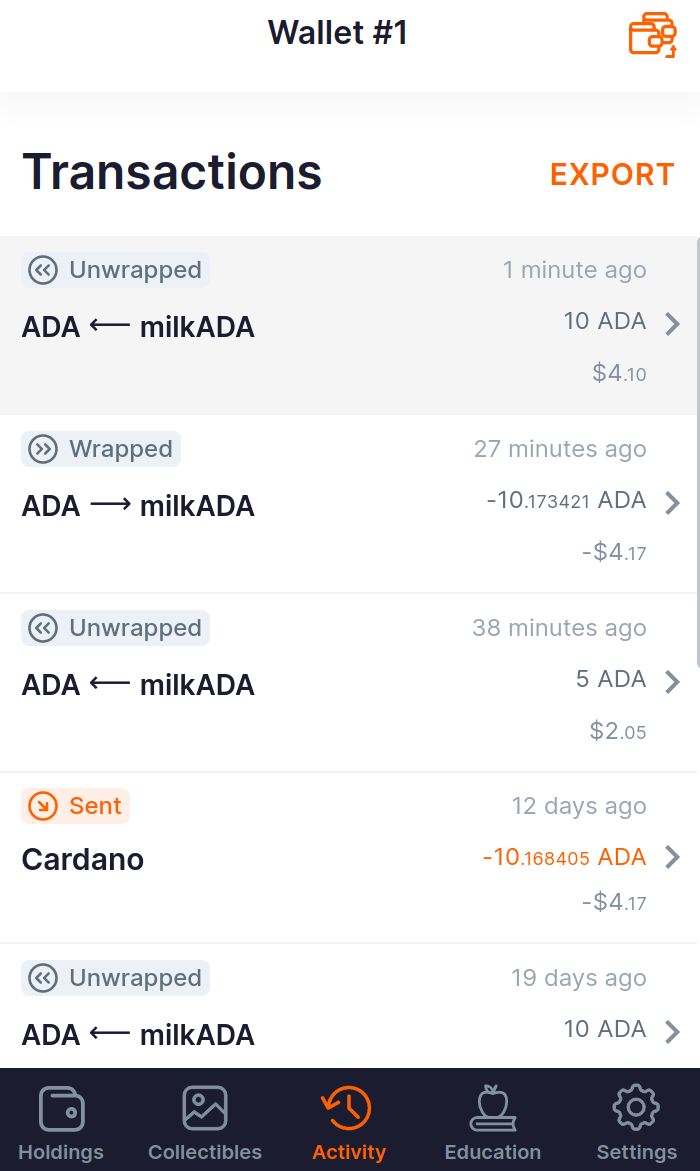 Wallet #1
Transactions EXPORT
Unwrapped 1 minute ago
ADA ⟵ milkADA 10 ADA
$4.10
Wrapped 27 minutes ago
ADA ⟶ milkADA -10.173421 ADA
-$4.17
Unwrapped 38 minutes ago
ADA ⟵ milkADA 5 ADA
$2.05
Sent 12 days ago
Cardano -10.168405 ADA
-$4.17
Unwrapped 19 days ago
ADA ⟵ milkADA 10 ADA
Holdings Collectibles Activity Education Settings